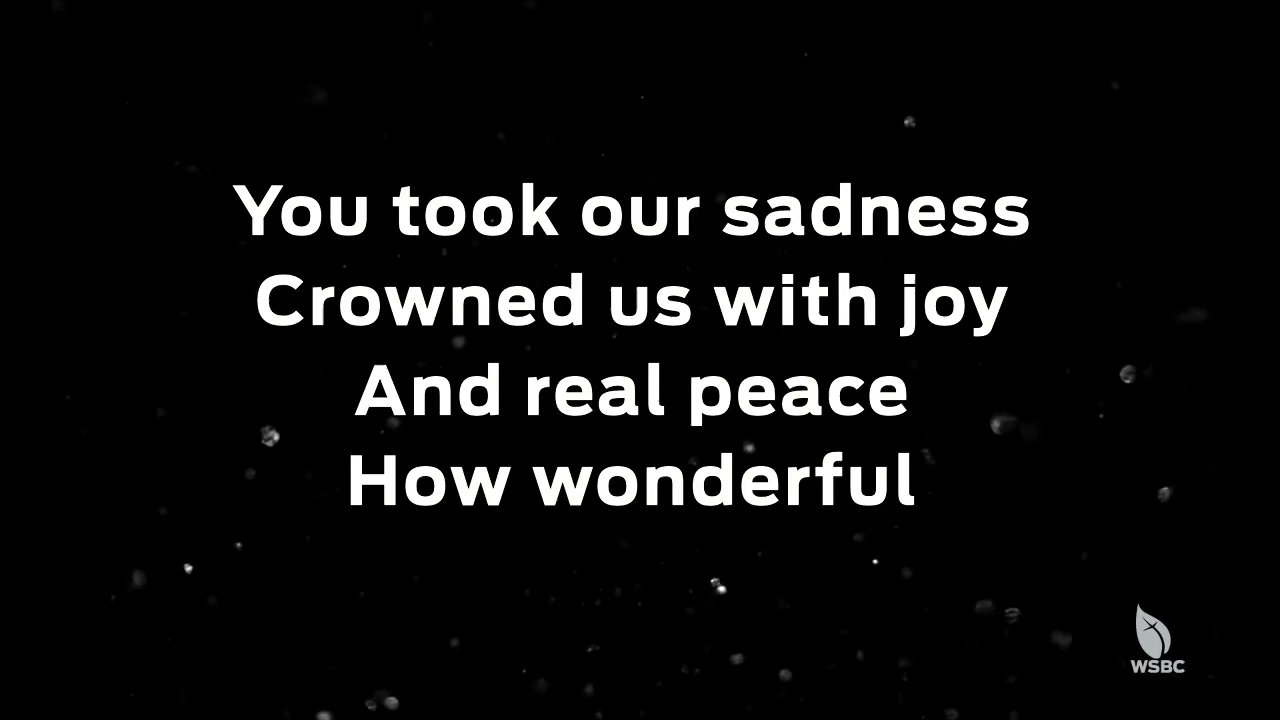 You took our sadness
Crowned us with joy
And real peace
How wonderful
WSBC